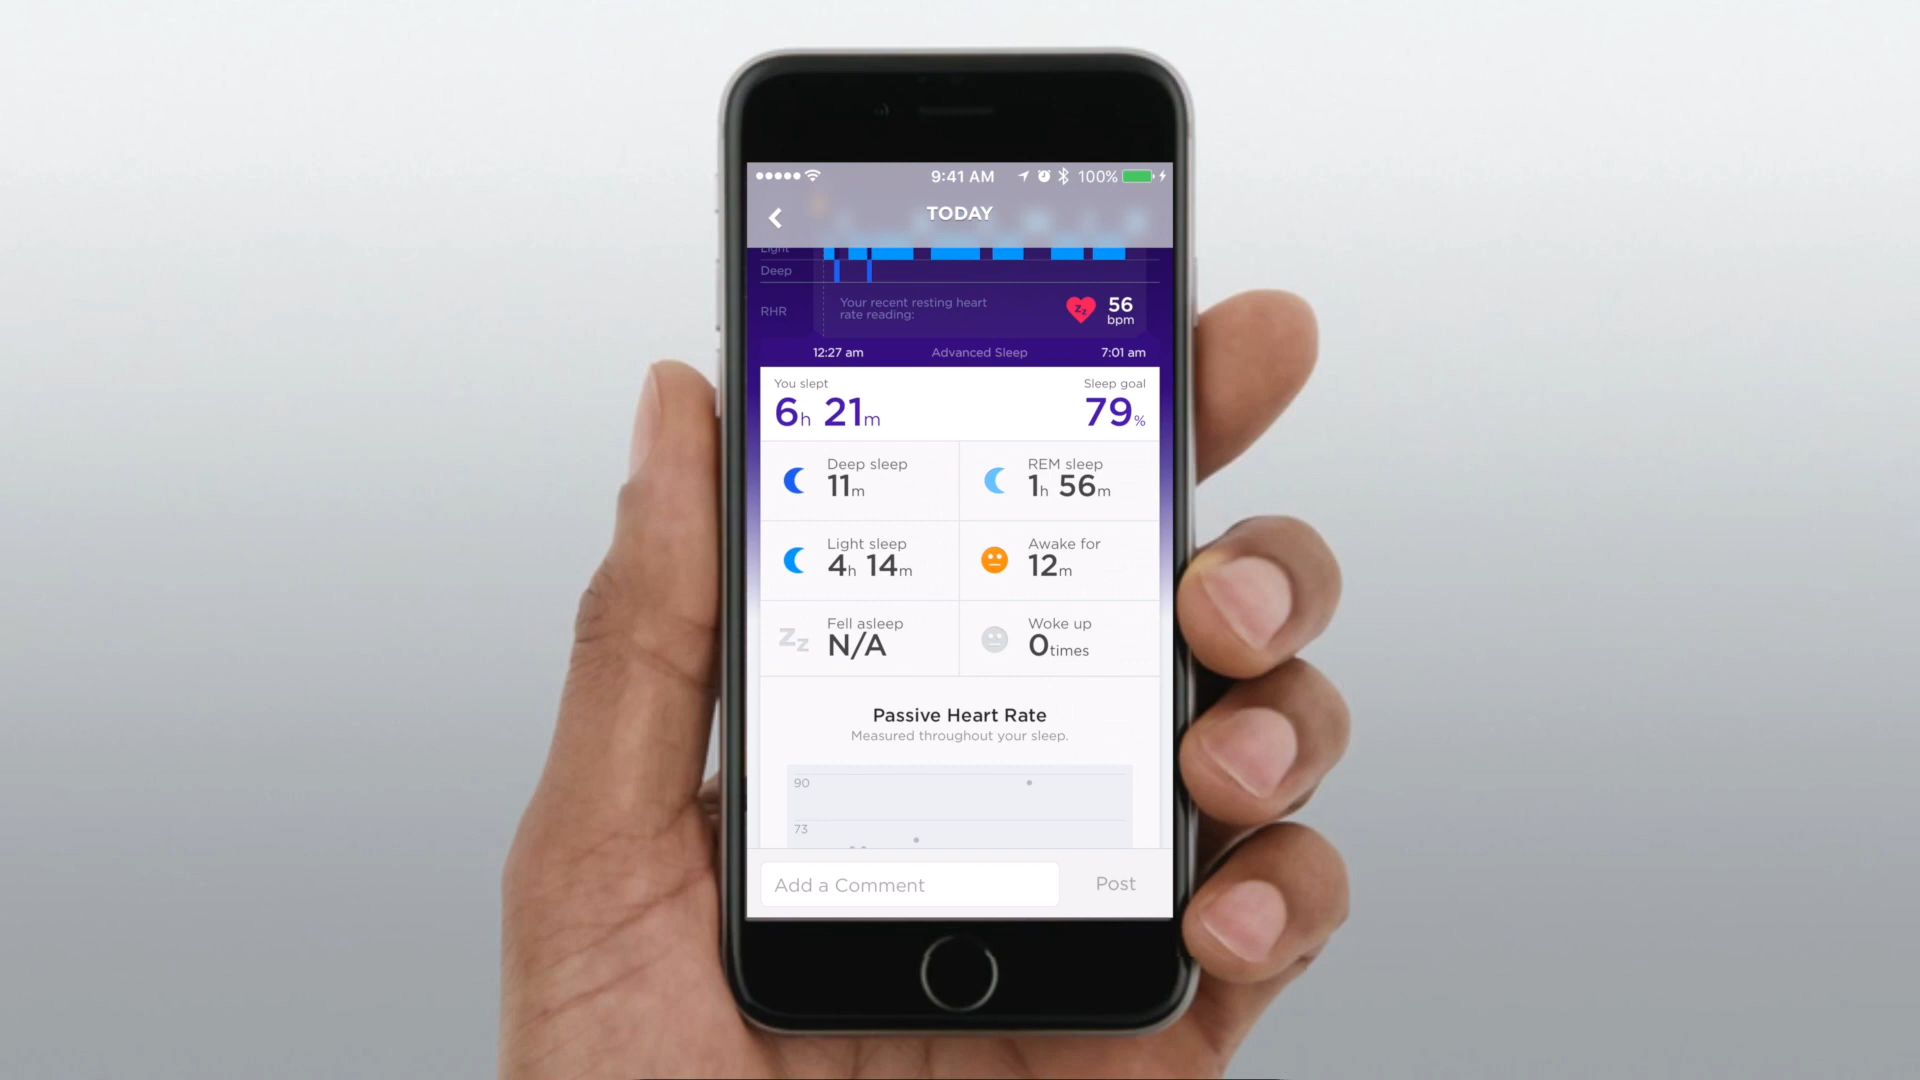 9:41 AM 100%
TODAY
Light
Deep
RHR
Your recent resting heart
rate reading:
56
bpm
12:27 am Advanced Sleep 7:01 am
You slept Sleep goal
6h 21m 79%
Deep sleep REM sleep
11m 1h 56m
Light sleep Awake for
4h 14m 12m
Zz Fell asleep Woke up
N/A 0times
Passive Heart Rate
Measured throughout your sleep.
90
73
Add a Comment Post